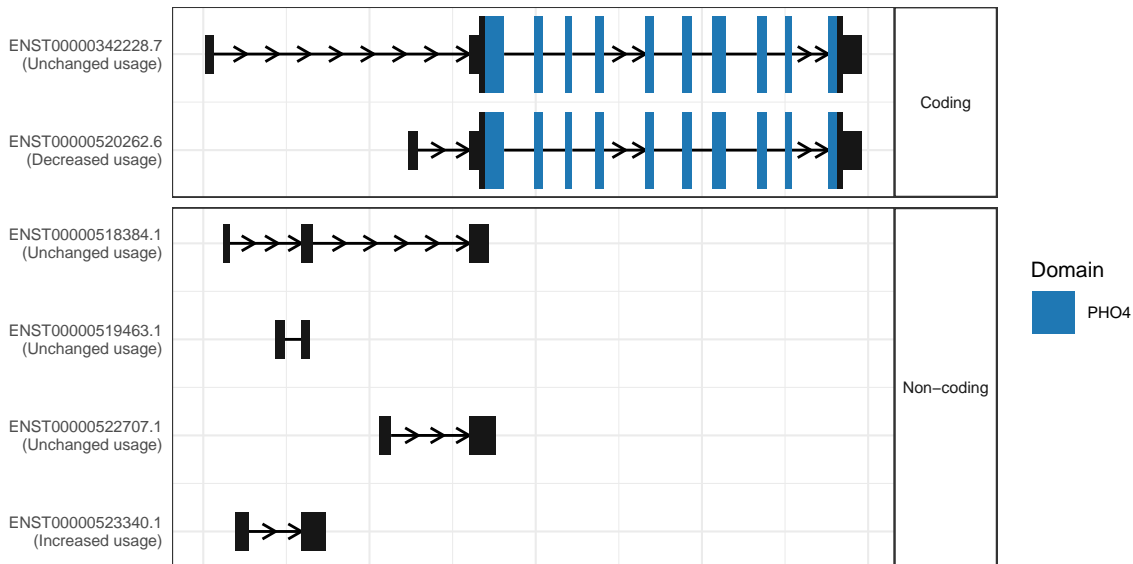 ENST00000342228.7
(Unchanged usage)
ENST00000520262.6
(Decreased usage)
Coding
ENST00000518384.1
(Unchanged usage)
ENST00000519463.1
(Unchanged usage)
ENST00000522707.1
(Unchanged usage)
ENST00000523340.1
(Increased usage)
Non−coding
Domain
PHO4